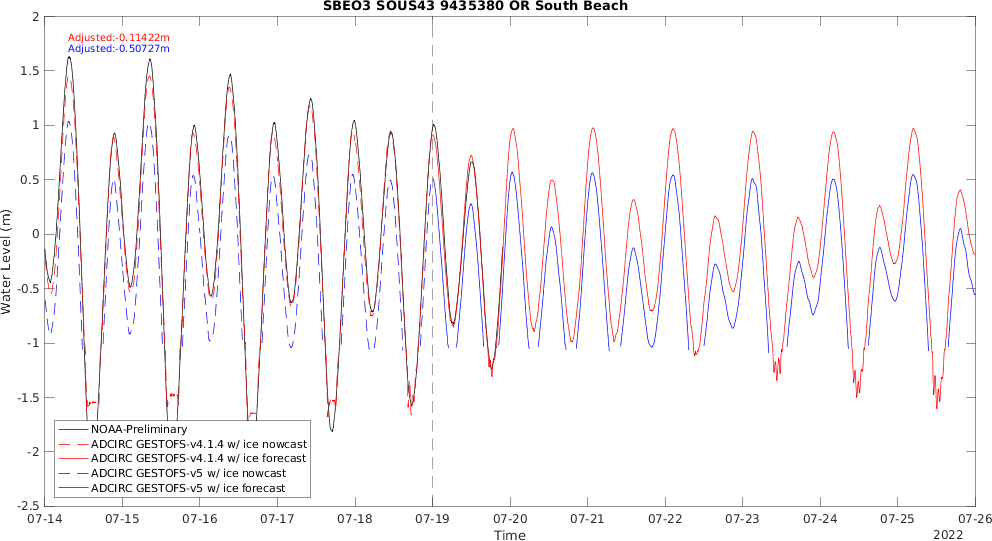 SBEO3 SOUS43 9435380 OR South Beach
Adjusted:-0.11422m
Adjusted:-0.50727m
2
1.5
1
0.5
0
-0.5
-1
-1.5
-2
-2.5
Water Level (m)
NOAA-Preliminary
ADCIRC GESTOFS-v4.1.4 w/ ice nowcast
ADCIRC GESTOFS-v4.1.4 w/ ice forecast
ADCIRC GESTOFS-v5 w/ ice nowcast
ADCIRC GESTOFS-v5 w/ ice forecast
07-14 07-15 07-16 07-17 07-18 07-19 07-20 07-21 07-22 07-23 07-24 07-25 07-26
Time
2022